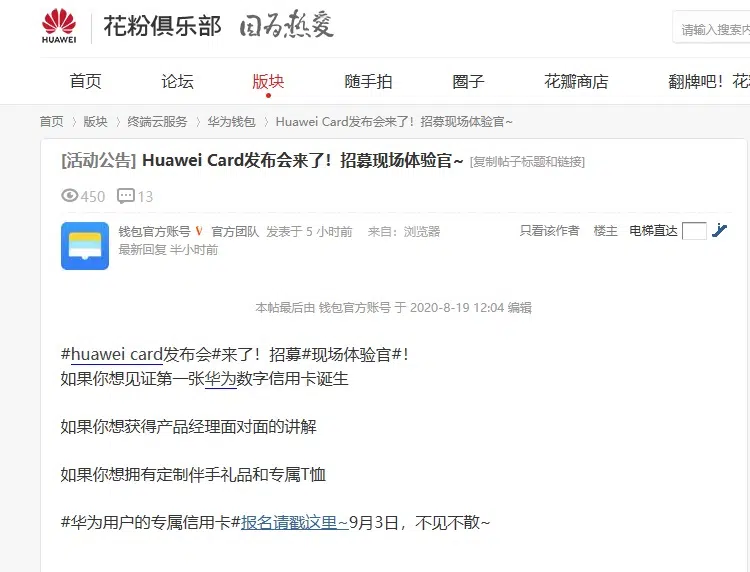 HUAWEI
花粉俱乐部
因为热爱
请输入搜索内
首页 论坛 版块 随手拍 圈子 花瓣商店 翻牌吧！花
首页 〉 版块 〉 终端云服务 〉 华为钱包 〉 Huawei Card发布会来了！招募现场体验官~
[活动公告] Huawei Card发布会来了！招募现场体验官~ [复制帖子标题和链接]
450 13
钱包官方账号 V 官方团队 发表于 5 小时前 来自：浏览器 只看该作者 楼主 电梯直达
最新回复 半小时前
本帖最后由 钱包官方账号 于 2020-8-19 12:04 编辑
#huawei card发布会#来了！招募#现场体验官#！
如果你想见证第一张华为数字信用卡诞生
如果你想获得产品经理面对面的讲解
如果你想拥有定制伴手礼品和专属T恤
#华为用户的专属信用卡#报名请戳这里~9月3日，不见不散~